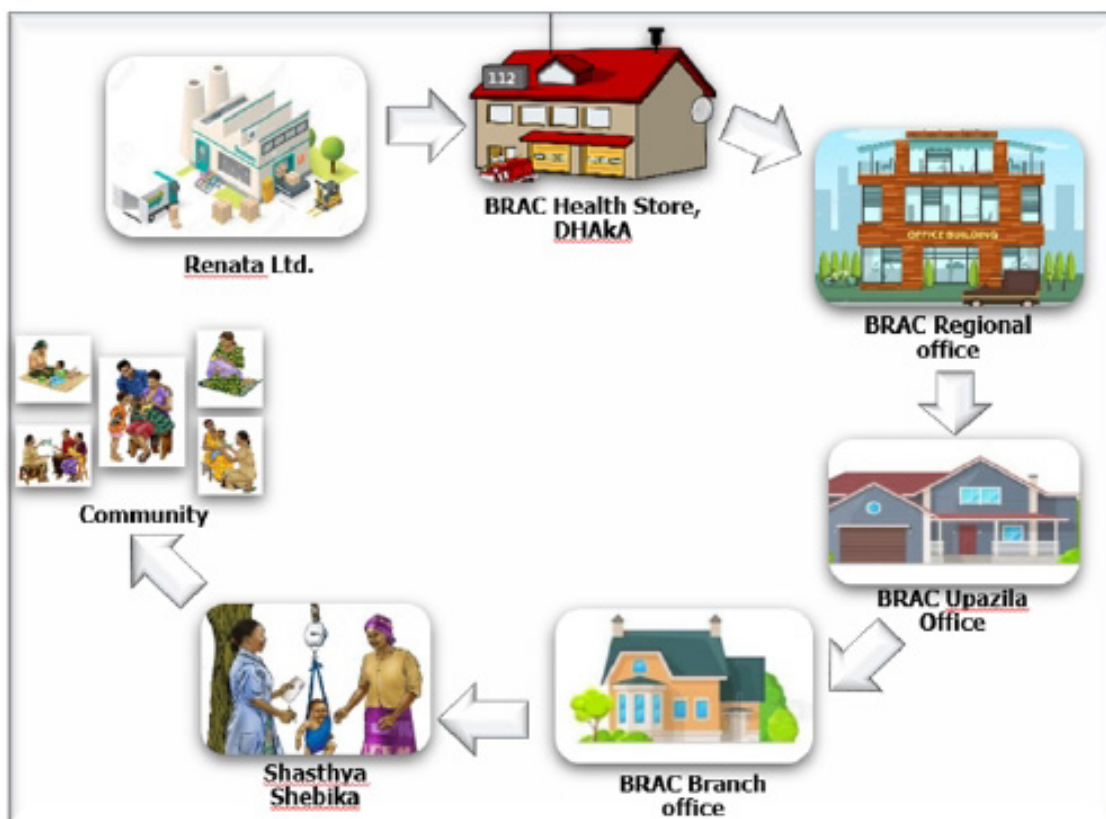 112
BRAC Health Store,
DHAkA
OFFICE BUILDING
Renata Ltd.
BRAC Regional
office
Community
BRAC Upazila
Office
Shasthya
Shebika
BRAC Branch
office